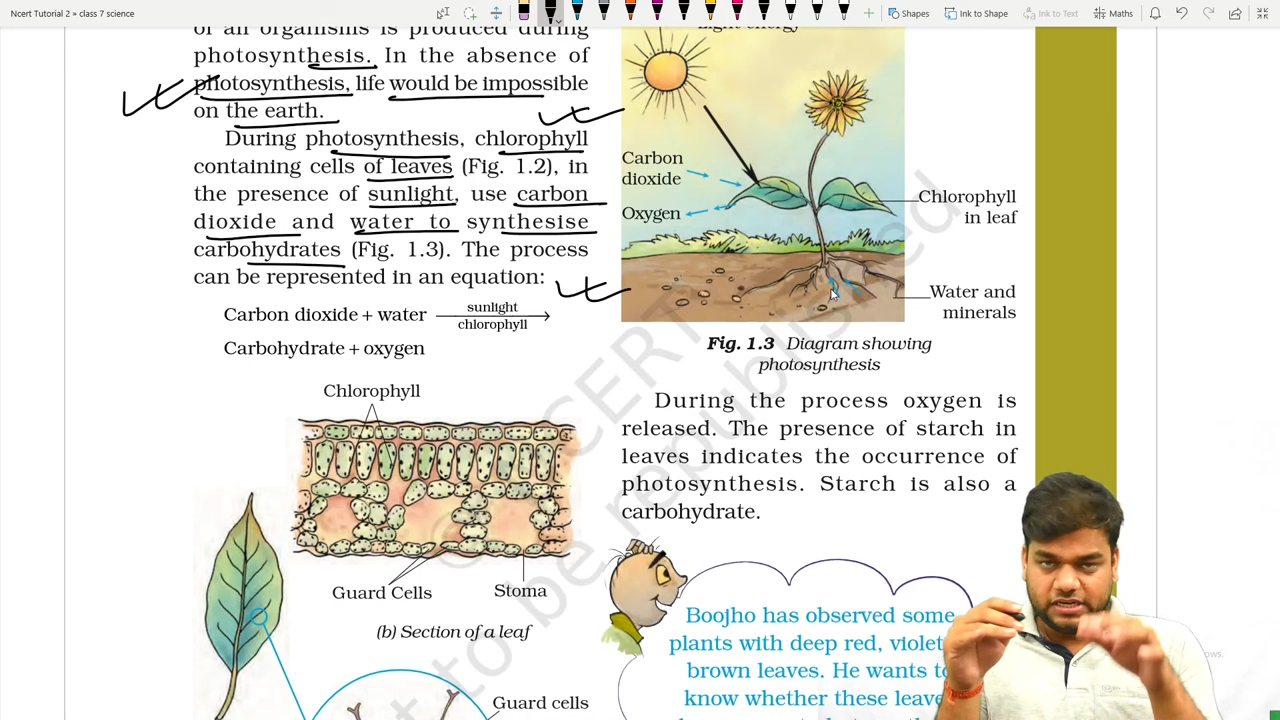 Ncert Tutorial 2 » class 7 science
Shapes
Ink to Shape
Ink to Text
Maths
of all organisms is produced during
photosynthesis. In the absence of
photosynthesis, life would be impossible
on the earth.
During photosynthesis, chlorophyll
containing cells of leaves (Fig. 1.2), in
the presence of sunlight, use carbon
dioxide and water to synthesise
carbohydrates (Fig. 1.3). The process
can be represented in an equation:
Carbon dioxide + water
sunlight
chlorophyll
Carbohydrate + oxygen
Chlorophyll
Guard Cells
Stoma
(b) Section of a leaf
Guard cells
Light energy
Carbon
dioxide
Oxygen
Chlorophyll
in leaf
Water and
minerals
Fig. 1.3 Diagram showing
photosynthesis
During the process oxygen is
released. The presence of starch in
leaves indicates the occurrence of
photosynthesis. Starch is also a
carbohydrate.
Boojho has observed some
plants with deep red, violet
brown leaves. He wants to
know whether these leave